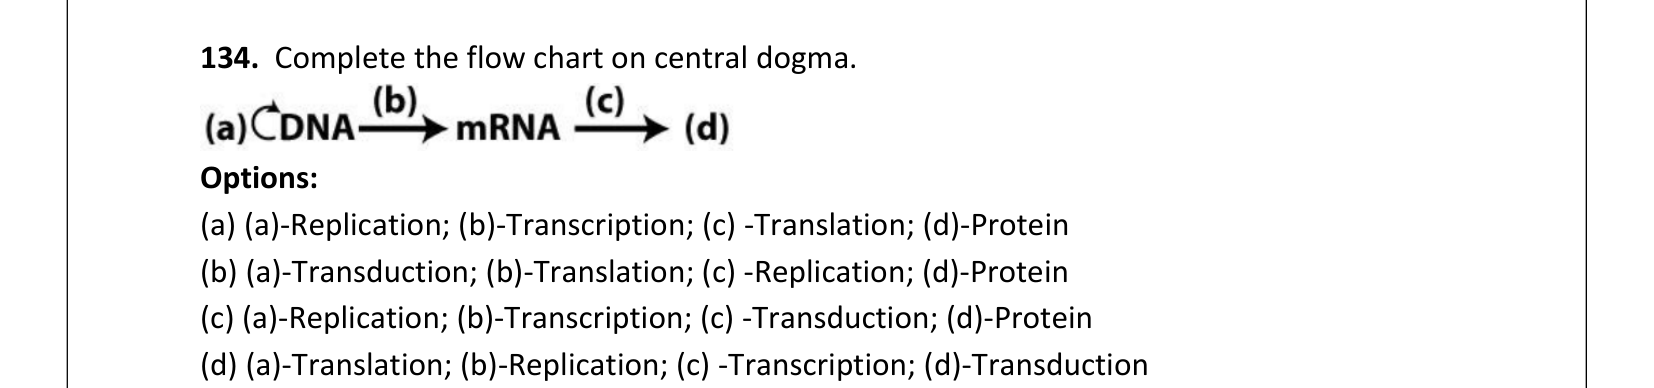 134. Complete the flow chart on central dogma.
(a) DNA (b) mRNA (c) (d)
Options:
(a) (a)-Replication; (b)-Transcription; (c) -Translation; (d)-Protein
(b) (a)-Transduction; (b)-Translation; (c) -Replication; (d)-Protein
(c) (a)-Replication; (b)-Transcription; (c) -Transduction; (d)-Protein
(d) (a)-Translation; (b)-Replication; (c) -Transcription; (d)-Transduction